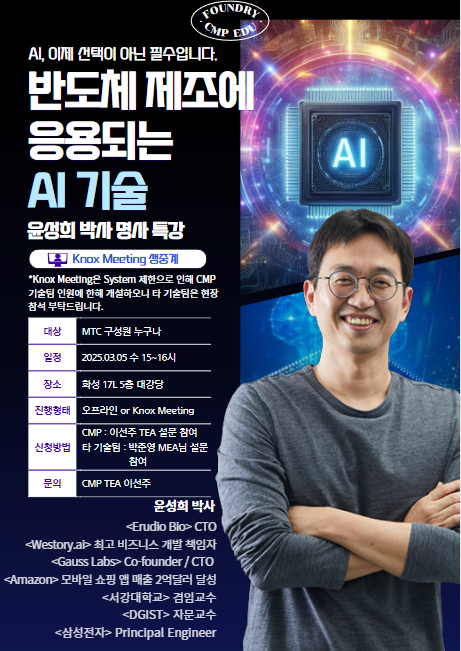 FOUNDRY
CMP EDU
AI, 이제 선택이 아닌 필수입니다.
반도체 제조에
응용되는
AI 기술
윤성희 박사 명사 특강
Knox Meeting 생중계
*Knox Meeting은 System 제한으로 인해 CMP
기술팀 인원에 한해 개설하오니 타 기술팀은 현장
참석 부탁드립니다.
대상 MTC 구성원 누구나
일정 2025.03.05 수 15~16시
장소 화성 17L 5층 대강당
진행형태 오프라인 or Knox Meeting
신청방법 CMP : 이선주 TEA 설문 참여
타 기술팀 : 박준영 MEA님 설문
참여
문의 CMP TEA 이선주
AI
윤성희 박사
<Erudio Bio> CTO
<Westory.ai> 최고 비즈니스 개발 책임자
<Gauss Labs> Co-founder / CTO
<Amazon> 모바일 쇼핑 앱 매출 2억달러 달성
<서강대학교> 겸임교수
<DGIST> 자문교수
<삼성전자> Principal Engineer